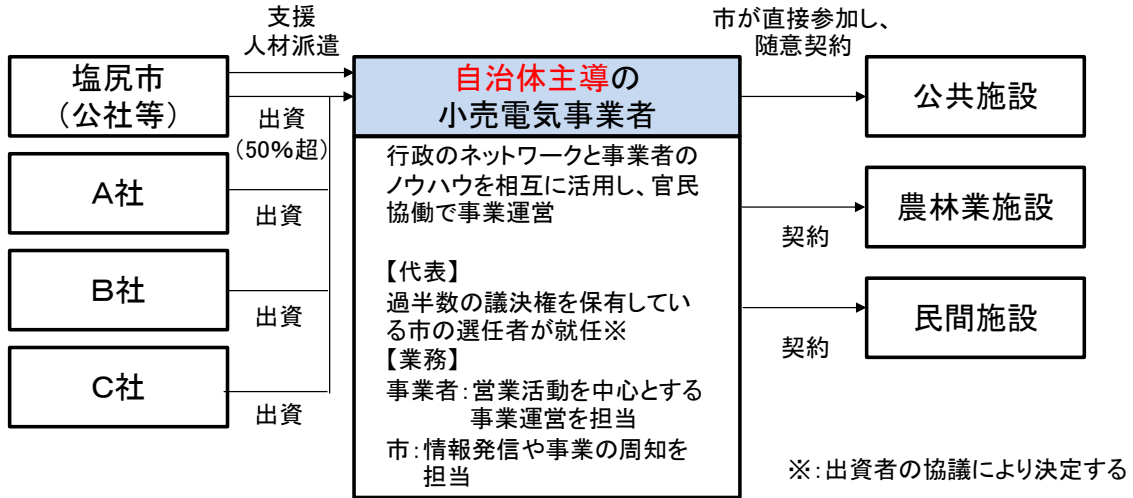 支援
人材派遣
市が直接参加し、
随意契約
塩尻市
（公社等）
出資
（50％超）
A社
出資
B社
出資
C社
出資
自治体主導の
小売電気事業者
行政のネットワークと事業者の
ノウハウを相互に活用し、官民
協働で事業運営
【代表】
過半数の議決権を保有してい
る市の選任者が就任※
【業務】
事業者：営業活動を中心とする
事業運営を担当
市：情報発信や事業の周知を
担当
公共施設
農林業施設
契約
民間施設
契約
※：出資者の協議により決定する